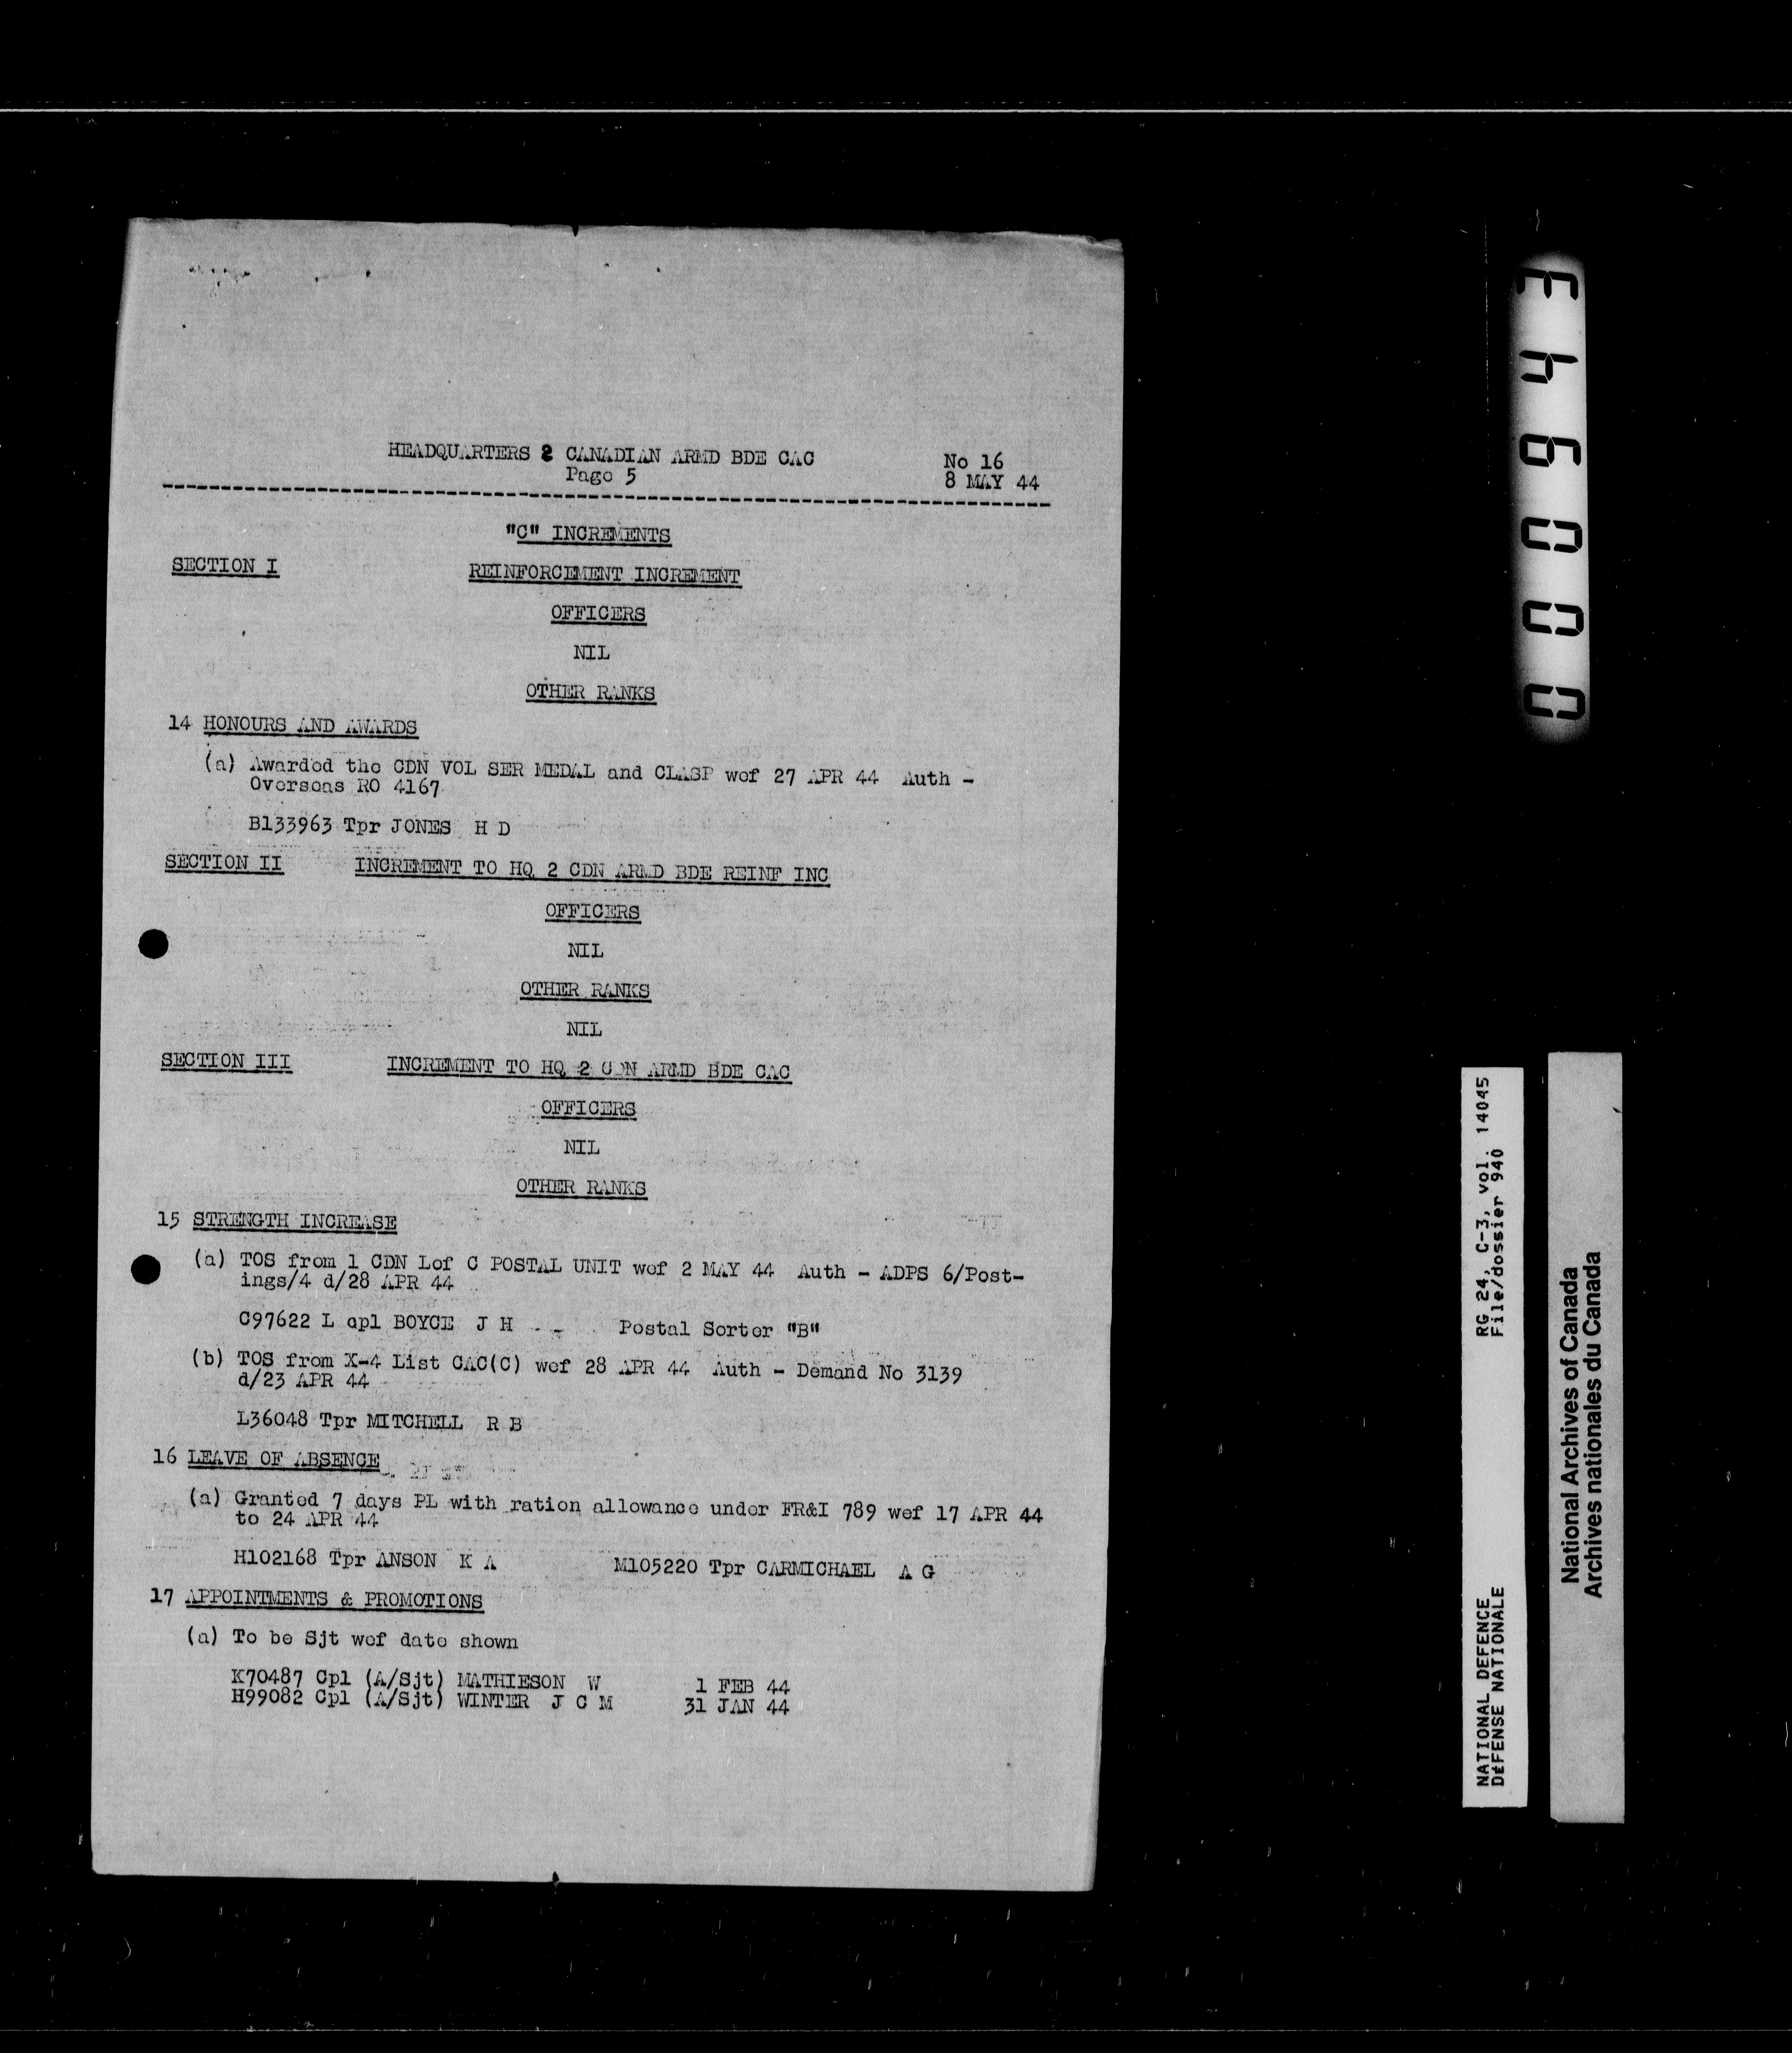 HEADQUARTERS 2 CANADIAN ARMD BDE CAC
Page 5
No 16
8 MAY 44
"C" INCREMENTS
SECTION I
REINFORCEMENT INCREMENT
OFFICERS
NIL
OTHER RANKS
14 HONOURS AND AWARDS
(a) Awarded the CDN VOL SER MEDAL and CLASP wef 27 APR 44 Auth -
Overseas RO 4167
B133963 Tpr JONES H D
SECTION II INCREMENT TO HQ 2 CDN ARMD BDE REINF INC
OFFICERS
NIL
OTHER RANKS
NIL
SECTION III INCREMENT TO HQ 2 CDN ARMD BDE CAC
OFFICERS
NIL
OTHER RANKS
15 STRENGTH INCREASE
(a) TOS from 1 CDN Lof C POSTAL UNIT wef 2 MAY 44 Auth - ADPS 6/Post-
ings/4 d/28 APR 44
C97622 L cpl BOYCE J H - Postal Sorter "B"
(b) TOS from X-4 List CAC(C) wef 28 APR 44 Auth - Demand No 3139
d/23 APR 44
L36048 Tpr MITCHELL R B
16 LEAVE OF ABSENCE
(a) Granted 7 days PL with ration allowance under FR&I 789 wef 17 APR 44
to 24 APR 44
H102168 Tpr ANSON K A M105220 Tpr CARMICHAEL A G
17 APPOINTMENTS & PROMOTIONS
(a) To be Sjt wef date shown
K70487 Cpl (A/Sjt) MATHIESON W 1 FEB 44
H99082 Cpl (A/Sjt) WINTER J C M 31 JAN 44
000943
NATIONAL DEFENCE RG 24, C-3, vol. 14045
DÉFENSE NATIONALE File/dossier 940
National Archives of Canada
Archives nationales du Canada